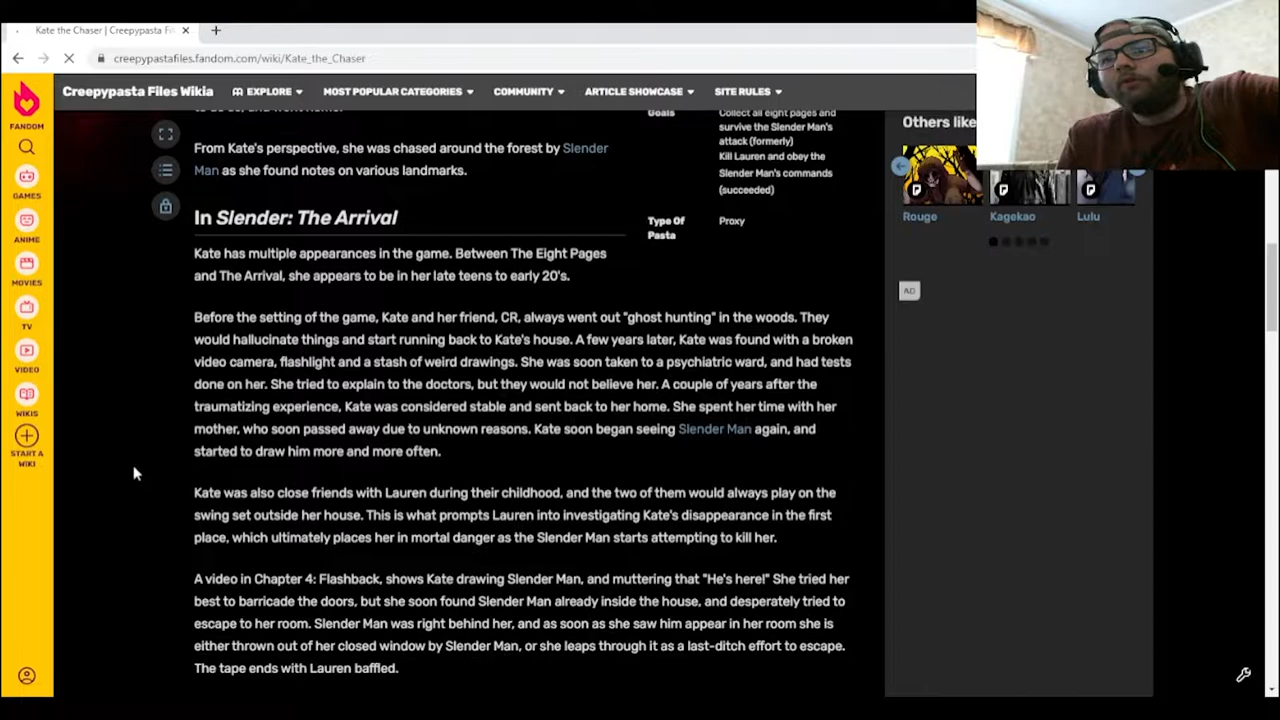 Kate the Chaser | Creepypasta Fi
creepypastafiles.fandom.com/wiki/Kate_the_Chaser
Creepypasta Files Wikia
EXPLORE
MOST POPULAR CATEGORIES
COMMUNITY
ARTICLE SHOWCASE
SITE RULES
FANDOM
GAMES
ANIME
MOVIES
TV
VIDEO
WIKIS
START A
WIKI
From Kate's perspective, she was chased around the forest by Slender
Man as she found notes on various landmarks.
In Slender: The Arrival
Kate has multiple appearances in the game. Between The Eight Pages
and The Arrival, she appears to be in her late teens to early 20's.
Before the setting of the game, Kate and her friend, CR, always went out "ghost hunting" in the woods. They
would hallucinate things and start running back to Kate's house. A few years later, Kate was found with a broken
video camera, flashlight and a stash of weird drawings. She was soon taken to a psychiatric ward, and had tests
done on her. She tried to explain to the doctors, but they would not believe her. A couple of years after the
traumatizing experience, Kate was considered stable and sent back to her home. She spent her time with her
mother, who soon passed away due to unknown reasons. Kate soon began seeing Slender Man again, and
started to draw him more and more often.
Kate was also close friends with Lauren during their childhood, and the two of them would always play on the
swing set outside her house. This is what prompts Lauren into investigating Kate's disappearance in the first
place, which ultimately places her in mortal danger as the Slender Man starts attempting to kill her.
A video in Chapter 4: Flashback, shows Kate drawing Slender Man, and muttering that "He's here!" She tried her
best to barricade the doors, but she soon found Slender Man already inside the house, and desperately tried to
escape to her room. Slender Man was right behind her, and as soon as she saw him appear in her room she is
either thrown out of her closed window by Slender Man, or she leaps through it as a last-ditch effort to escape.
The tape ends with Lauren baffled.
Goals
Collect all eight pages and
survive the Slender Man's
attack (formerly)
Kill Lauren and obey the
Slender Man's commands
(succeeded)
Type Of
Pasta
Proxy
Others like
Rouge
Kagekao
Lulu
AD